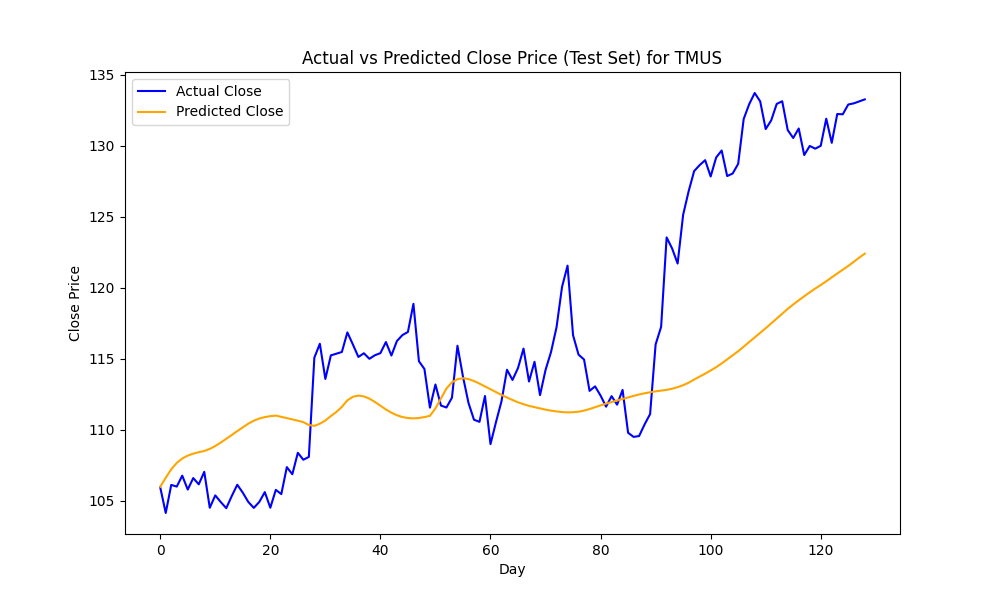 Actual vs Predicted Close Price (Test Set) for TMUS
Actual Close
Predicted Close
135
130
125
120
115
110
105
Close Price
0 20 40 60 80 100 120
Day